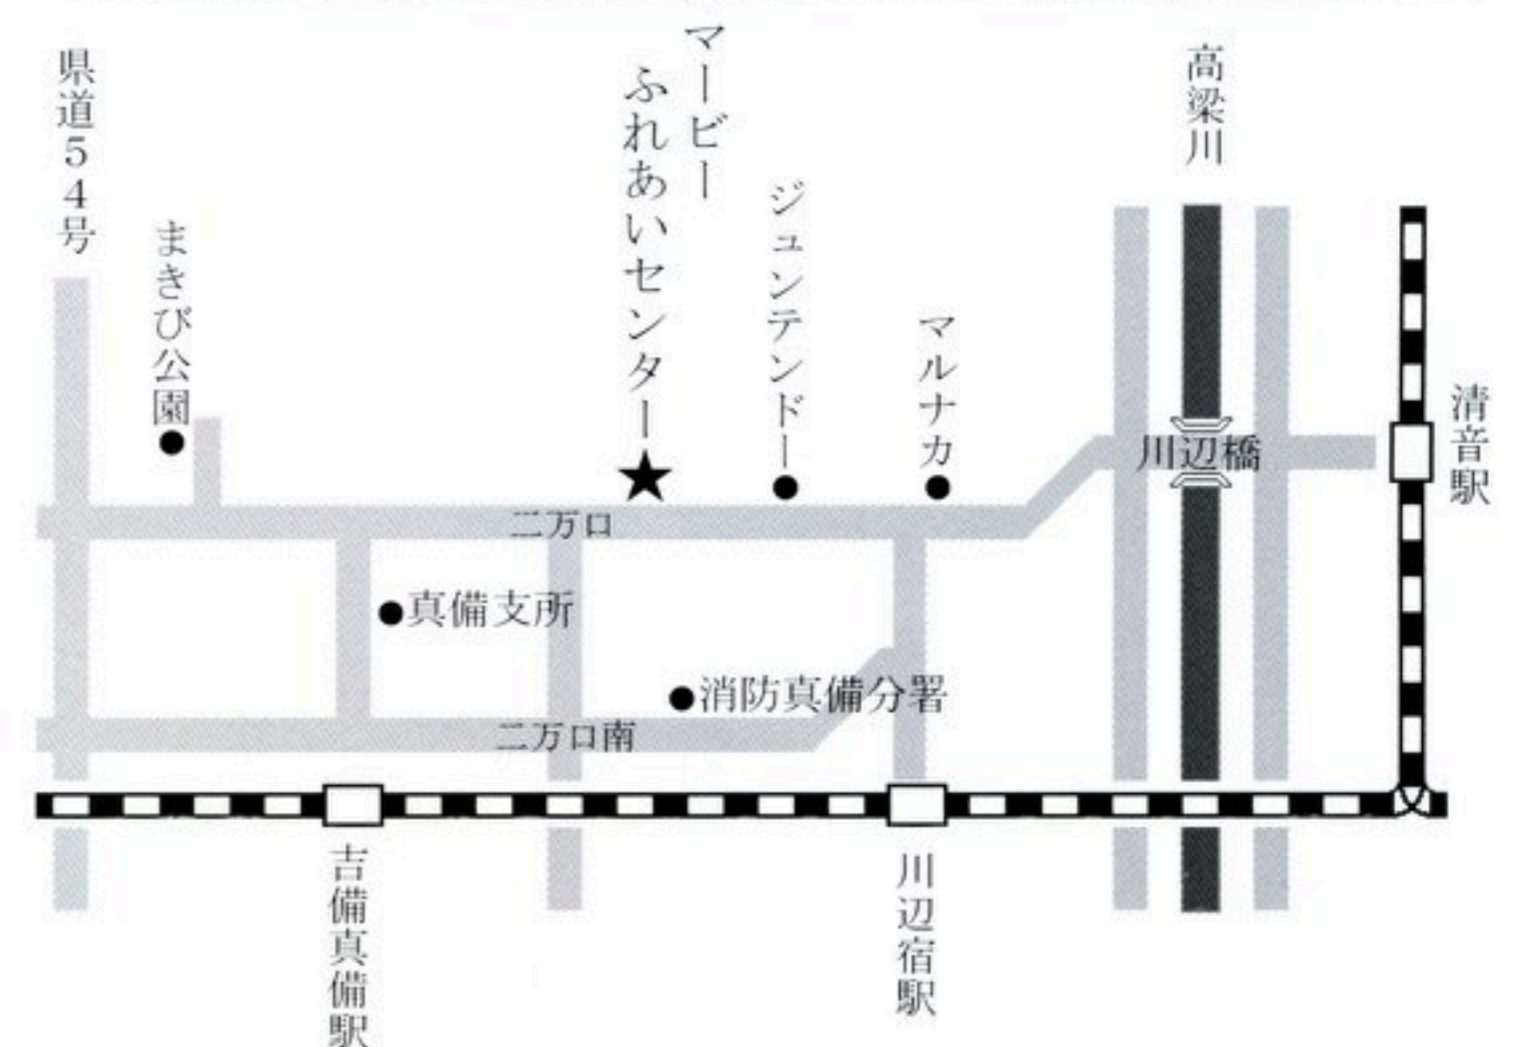 県道54号
まきび公園
マービー
ふれあいセンター
ジュンテンドー
マルナカ
高梁川
川辺橋
清音駅
二万口
真備支所
消防真備分署
二万口南
吉備真備駅
川辺宿駅